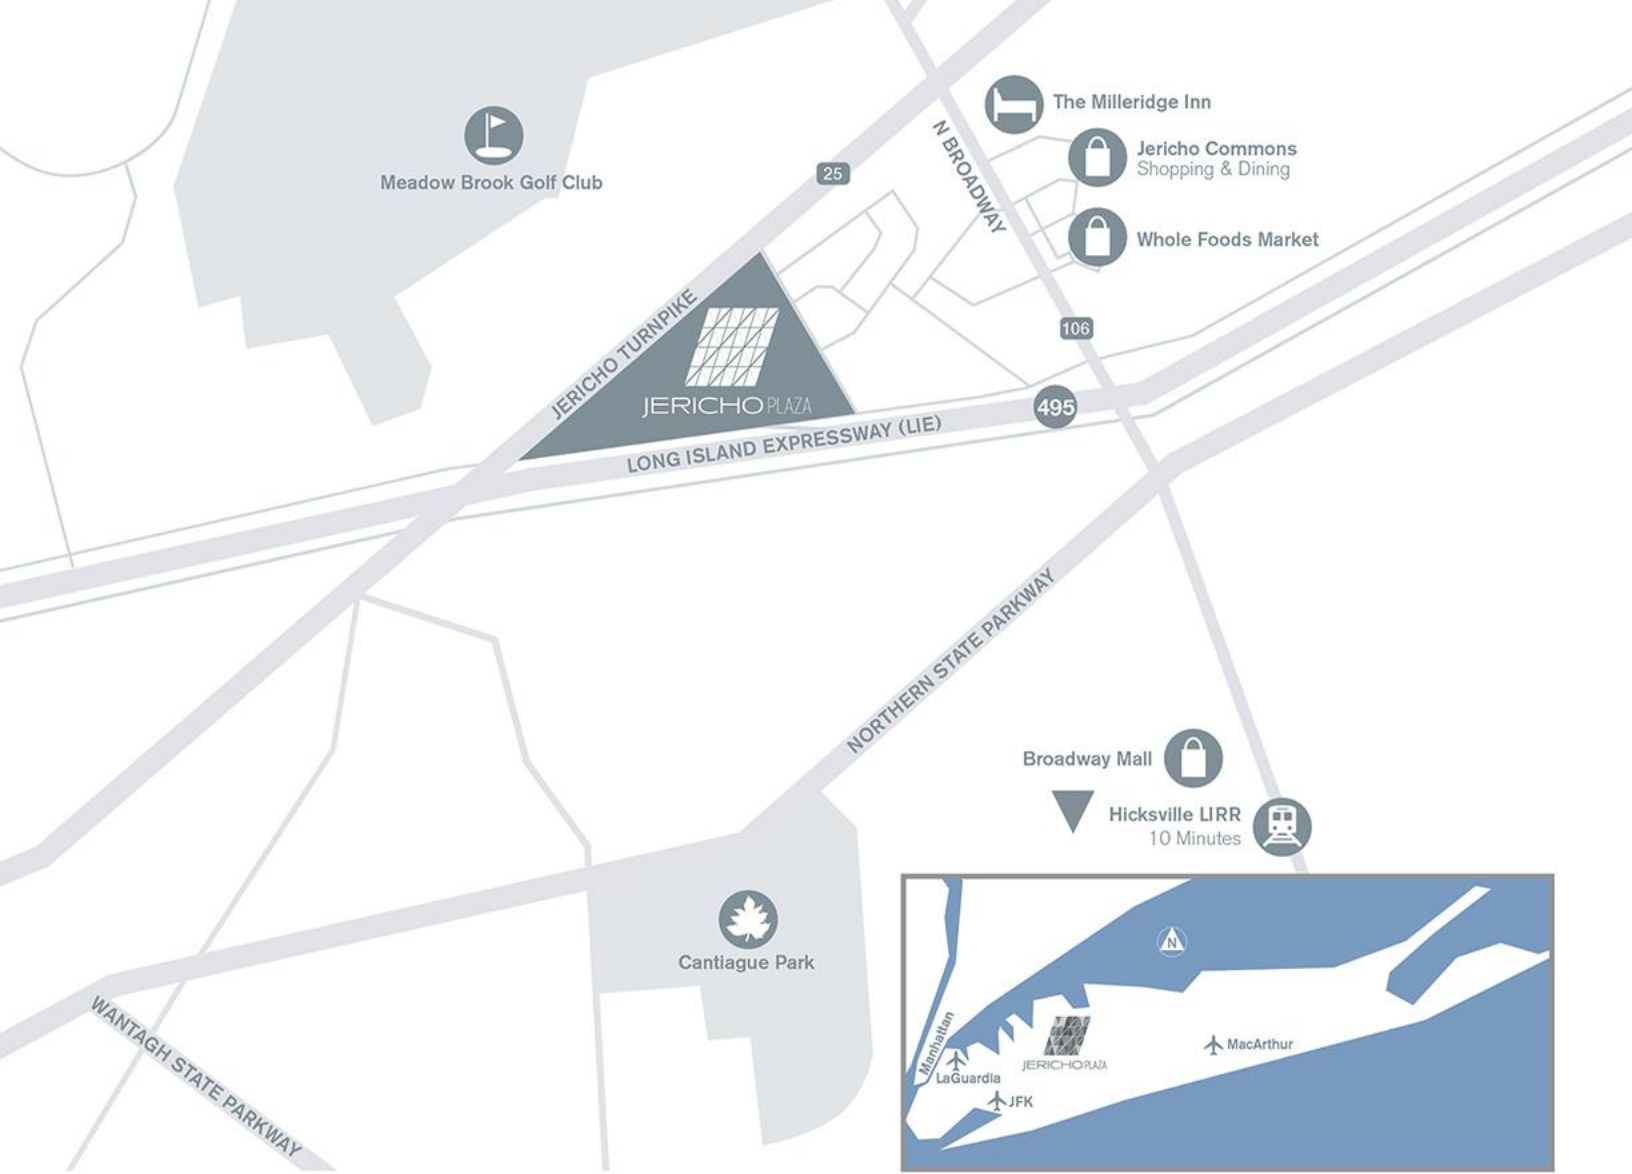 The Milleridge Inn
Jericho Commons
Shopping & Dining
N BROADWAY
25
Meadow Brook Golf Club
Whole Foods Market
JERICHO TURNPIKE
106
JERICHO PLAZA
495
LONG ISLAND EXPRESSWAY (LIE)
NORTHERN STATE PARKWAY
Broadway Mall
Hicksville LIRR
10 Minutes
Cantiague Park
WANTAGH STATE PARKWAY
N
Manhattan
MacArthur
JERICHO PLAZA
LaGuardia
JFK